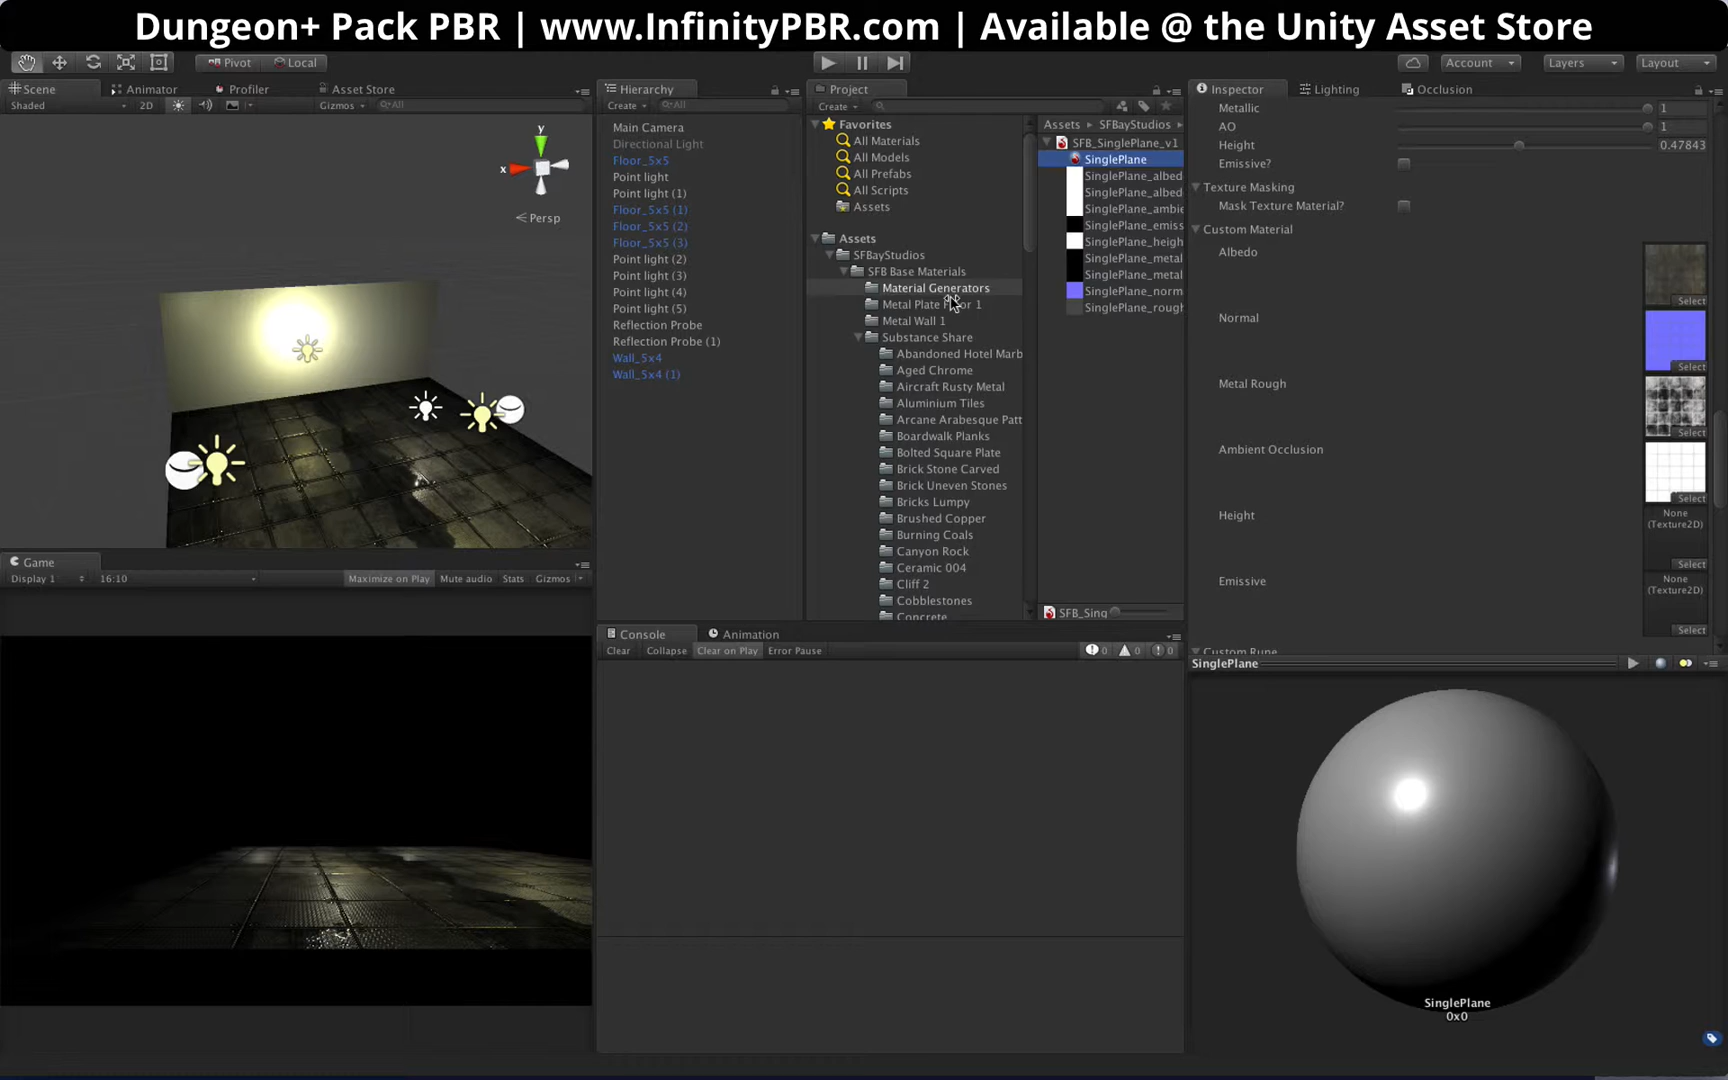 Dungeon+ Pack PBR | www.InfinityPBR.com | Available @ the Unity Asset Store
Pivot
Local
Account
Layers
Layout
Scene
Animator
Profiler
Asset Store
Shaded
2D
Gizmos
All
y
x
Persp
Game
Display 1
16:10
Maximize on Play
Mute audio
Stats
Gizmos
Hierarchy
Create
All
Main Camera
Directional Light
Floor_5x5
Point light
Point light (1)
Floor_5x5 (1)
Floor_5x5 (2)
Floor_5x5 (3)
Point light (2)
Point light (3)
Point light (4)
Point light (5)
Reflection Probe
Reflection Probe (1)
Wall_5x4
Wall_5x4 (1)
Project
Create
Favorites
All Materials
All Models
All Prefabs
All Scripts
Assets
Assets
SFBayStudios
SFB Base Materials
Material Generators
Metal Plate
1
Metal Wall 1
Substance Share
Abandoned Hotel Marb
Aged Chrome
Aircraft Rusty Metal
Aluminium Tiles
Arcane Arabesque Patt
Boardwalk Planks
Bolted Square Plate
Brick Stone Carved
Brick Uneven Stones
Bricks Lumpy
Brushed Copper
Burning Coals
Canyon Rock
Ceramic 004
Cliff 2
Cobblestones
Concrete
Assets
SFBayStudios
SFB_SinglePlane_v1
SinglePlane
SinglePlane_albed
SinglePlane_albed
SinglePlane_ambie
SinglePlane_emiss
SinglePlane_heigh
SinglePlane_metal
SinglePlane_metal
SinglePlane_norm
SinglePlane_rough
SFB_Sing
Console
Animation
Clear
Collapse
Clear on Play
Error Pause
0
0
0
Inspector
Lighting
Occlusion
Metallic
1
AO
1
Height
0.47843
Emissive?
Texture Masking
Mask Texture Material?
Custom Material
Albedo
Select
Normal
Select
Metal Rough
Select
Ambient Occlusion
Select
Height
None
(Texture2D)
Select
Emissive
None
(Texture2D)
Select
Custom Rune
SinglePlane
SinglePlane
0x0